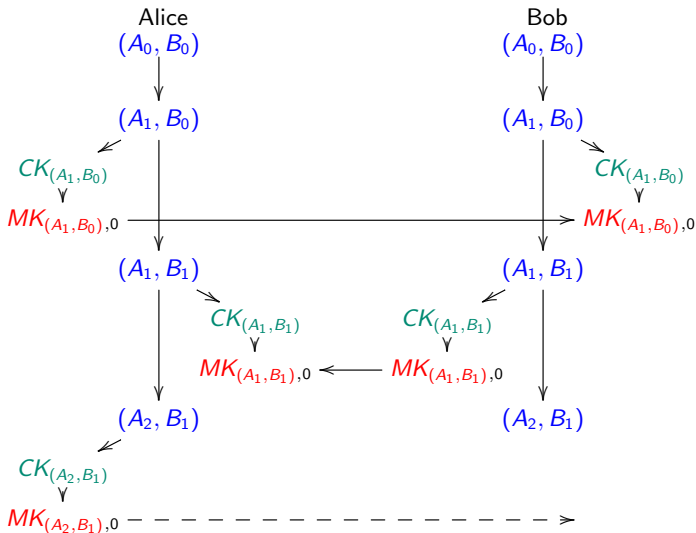 Alice Bob
(A₀, B₀) (A₀, B₀)
(A₁, B₀) (A₁, B₀)
CK₍A₁,B₀₎ CK₍A₁,B₀₎
MK₍A₁,B₀₎,₀ MK₍A₁,B₀₎,₀
(A₁, B₁) (A₁, B₁)
CK₍A₁,B₁₎ CK₍A₁,B₁₎
MK₍A₁,B₁₎,₀ MK₍A₁,B₁₎,₀
(A₂, B₁) (A₂, B₁)
CK₍A₂,B₁₎
MK₍A₂,B₁₎,₀